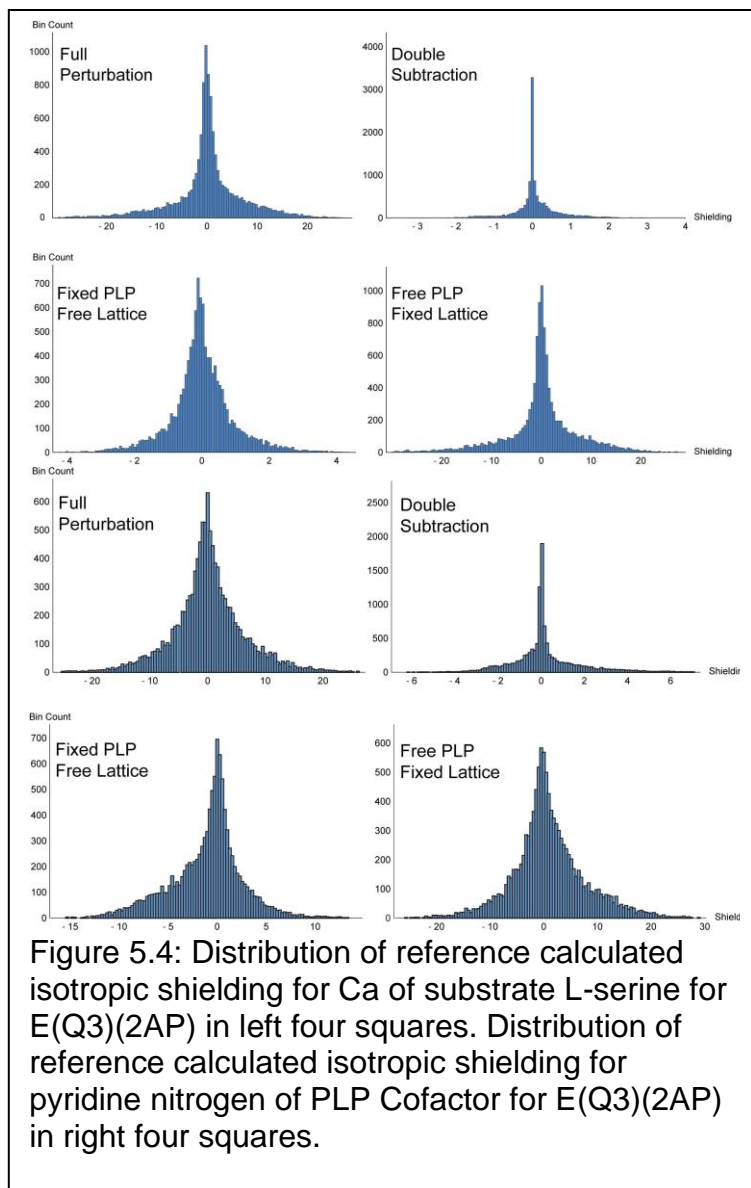 Bin Count
Full
Perturbation
1000
800
600
400
200
0
- 20 - 10 0 10 20
Double
Subtraction
4000
3000
2000
1000
0
- 3 - 2 - 1 0 1 2 3 4
Shielding
Bin Count
Fixed PLP
Free Lattice
700
600
500
400
300
200
100
0
- 4 - 2 0 2 4
Free PLP
Fixed Lattice
1000
800
600
400
200
0
- 20 - 10 0 10 20
Shielding
Bin Count
Full
Perturbation
600
500
400
300
200
100
0
- 20 - 10 0 10 20
Double
Subtraction
2500
2000
1500
1000
500
0
- 6 - 4 - 2 0 2 4 6
Shieldin
Bin Count
Fixed PLP
Free Lattice
700
600
500
400
300
200
100
0
-15 -10 -5 0 5 10
Free PLP
Fixed Lattice
600
500
400
300
200
100
0
-20 -10 0 10 20 30
Shield
Figure 5.4: Distribution of reference calculated
isotropic shielding for Ca of substrate L-serine for
E(Q3)(2AP) in left four squares. Distribution of
reference calculated isotropic shielding for
pyridine nitrogen of PLP Cofactor for E(Q3)(2AP)
in right four squares.